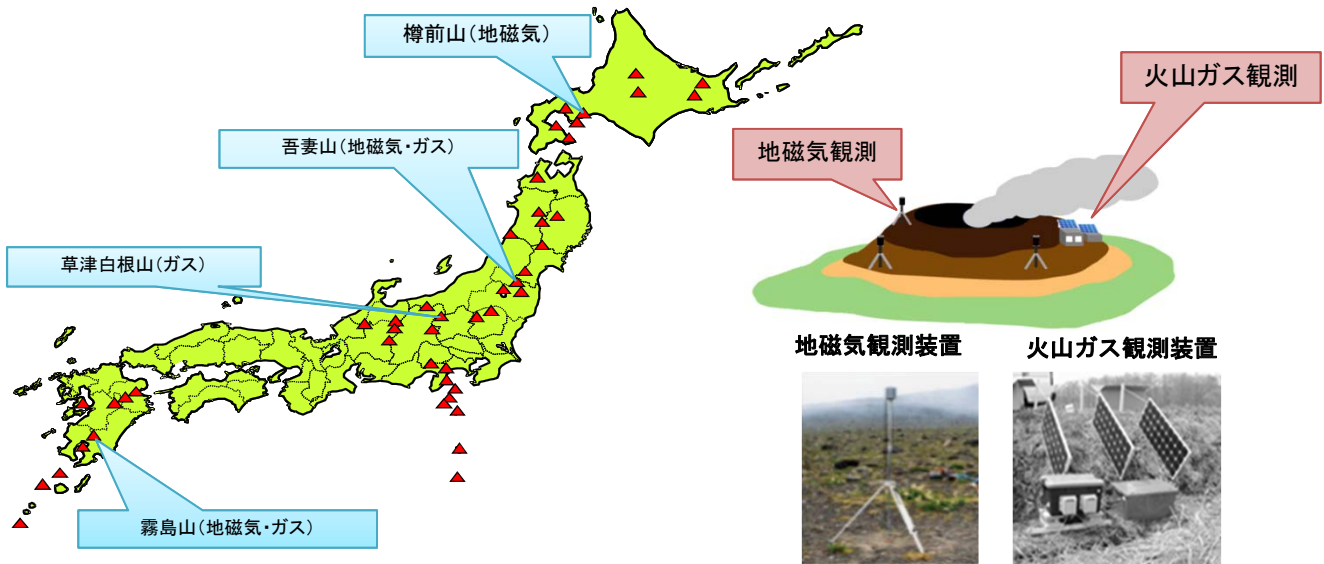 樽前山（地磁気）
吾妻山（地磁気・ガス）
草津白根山（ガス）
霧島山（地磁気・ガス）
火山ガス観測
地磁気観測
地磁気観測装置
火山ガス観測装置